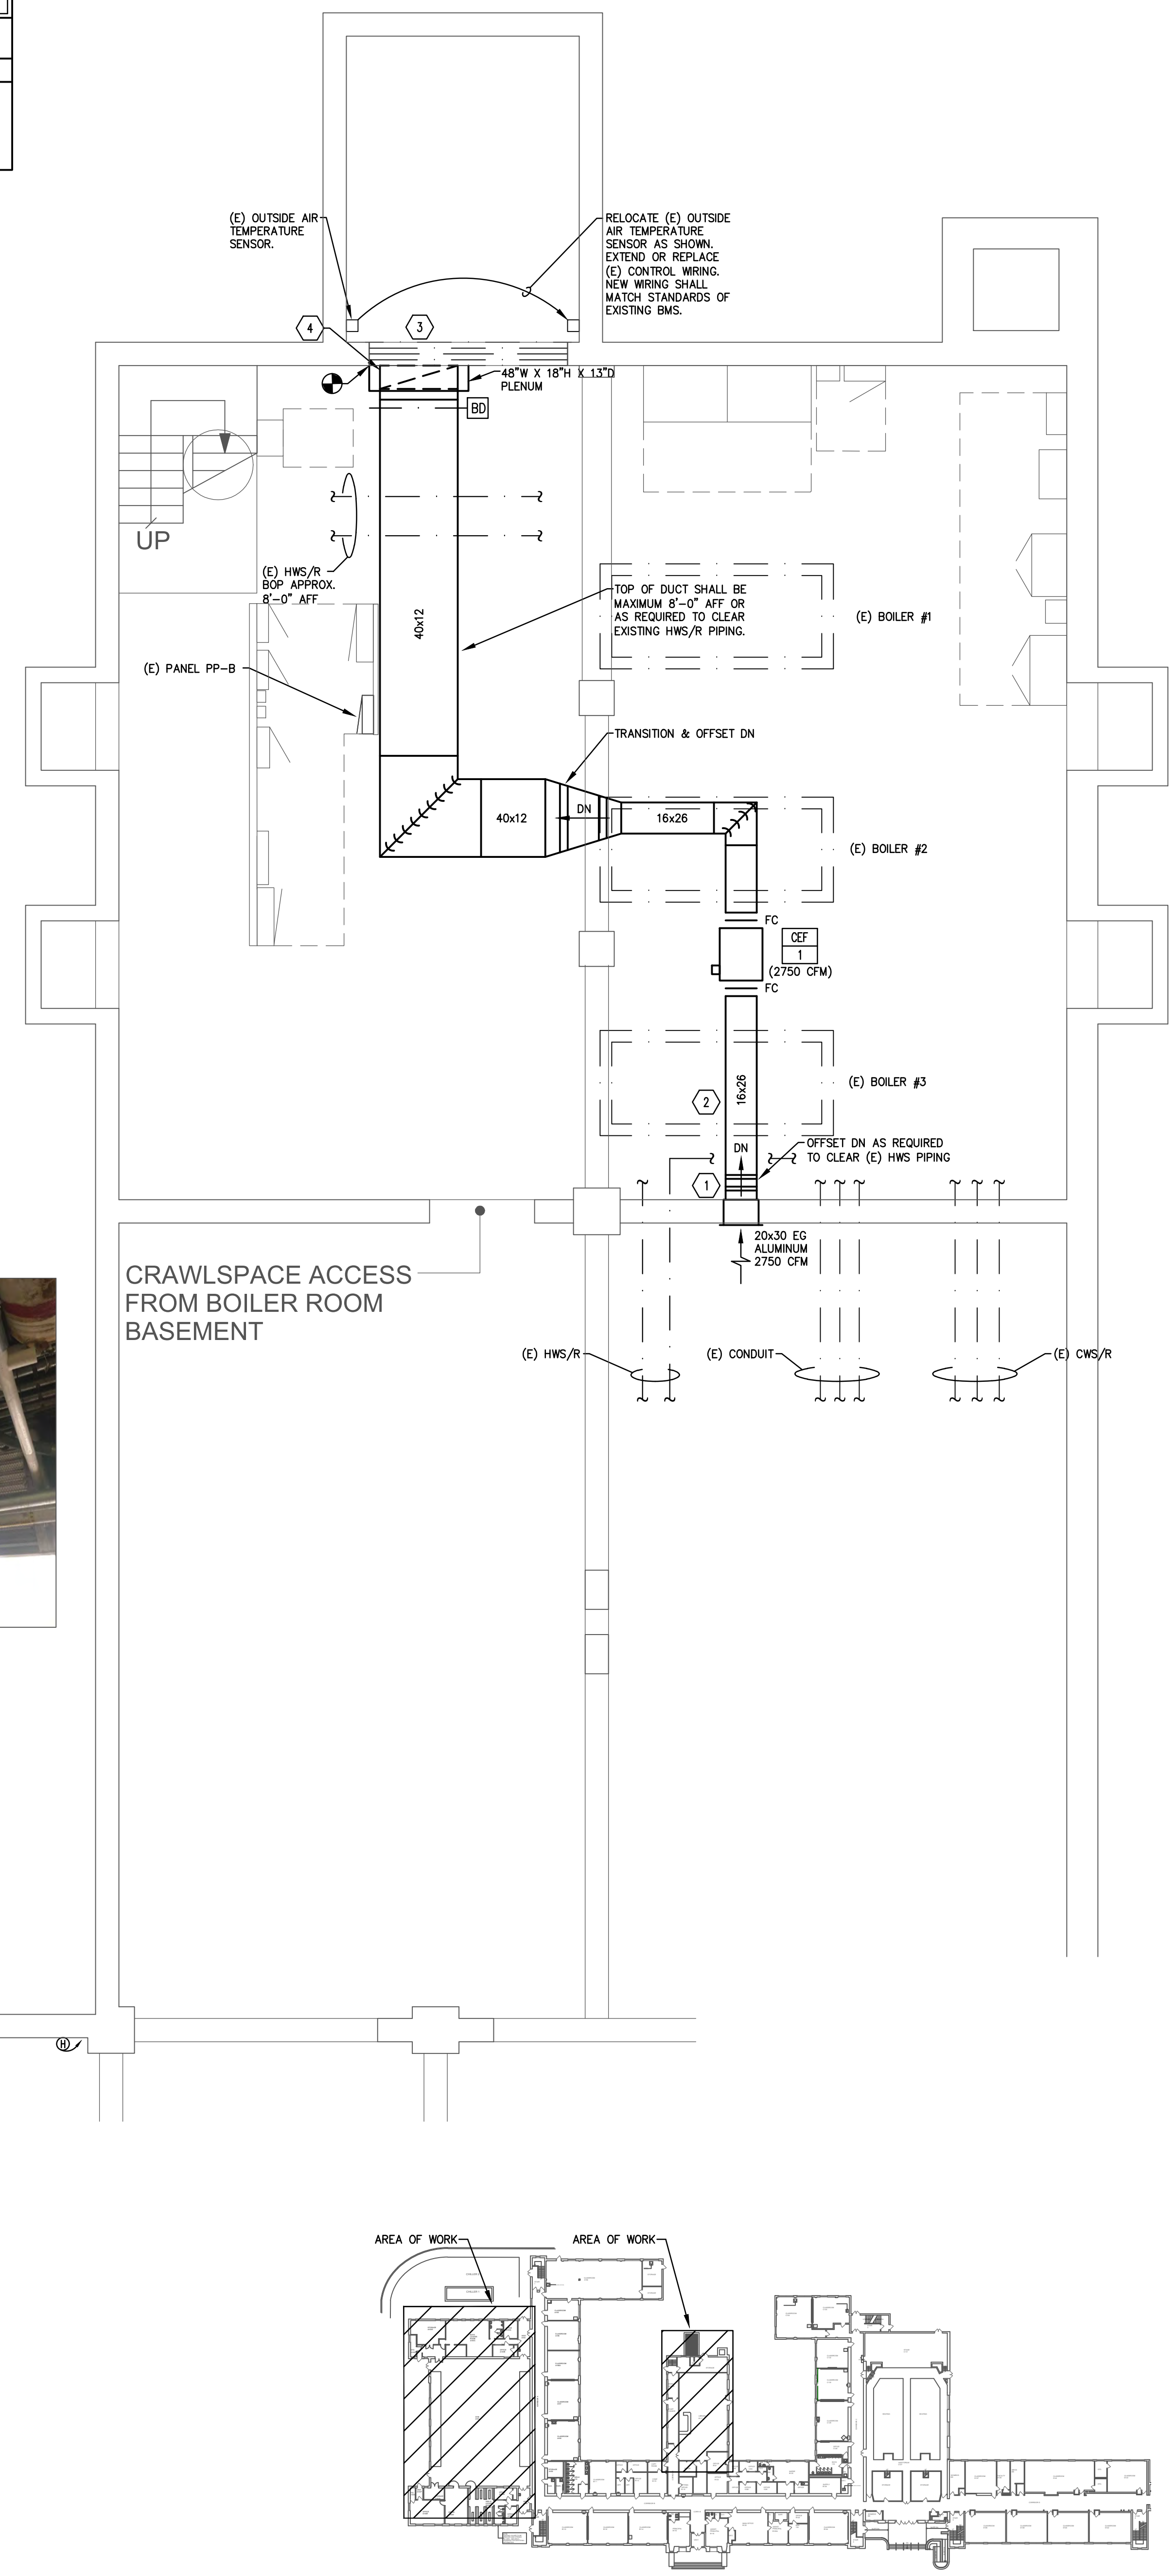 (E) OUTSIDE AIR
TEMPERATURE
SENSOR.
RELOCATE (E) OUTSIDE
AIR TEMPERATURE
SENSOR AS SHOWN.
EXTEND OR REPLACE
(E) CONTROL WIRING.
NEW WIRING SHALL
MATCH STANDARDS OF
EXISTING BMS.
4
3
48"W X 18"H X 13"D
PLENUM
BD
UP
(E) HWS/R
BOP APPROX.
8'-0" AFF
40x12
TOP OF DUCT SHALL BE
MAXIMUM 8'-0" AFF OR
AS REQUIRED TO CLEAR
EXISTING HWS/R PIPING.
(E) BOILER #1
(E) PANEL PP-B
TRANSITION & OFFSET DN
40x12
DN
16x26
(E) BOILER #2
FC
CEF
1
(2750 CFM)
FC
16x26
(E) BOILER #3
2
DN
OFFSET DN AS REQUIRED
TO CLEAR (E) HWS PIPING
1
20x30 EG
ALUMINUM
2750 CFM
CRAWLSPACE ACCESS
FROM BOILER ROOM
BASEMENT
(E) HWS/R
(E) CONDUIT
(E) CWS/R
H
AREA OF WORK
AREA OF WORK